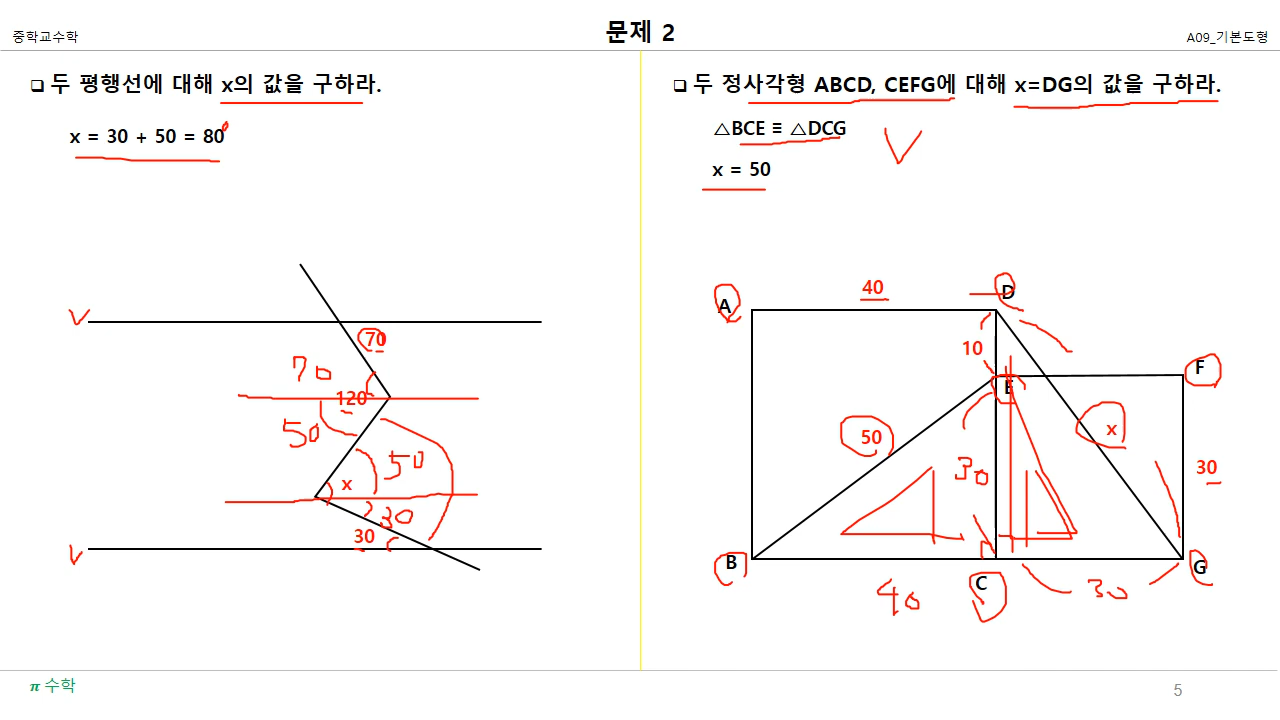 중학교수학
문제 2
A09_기본도형
❑ 두 평행선에 대해 x의 값을 구하라.
x = 30 + 50 = 80°
70
70
120
50
50
x
30
30
❑ 두 정사각형 ABCD, CEFG에 대해 x=DG의 값을 구하라.
△BCE ≡ △DCG
x = 50
A
40
D
10
E
F
50
x
30
30
B
C
G
40
30
π 수학
5